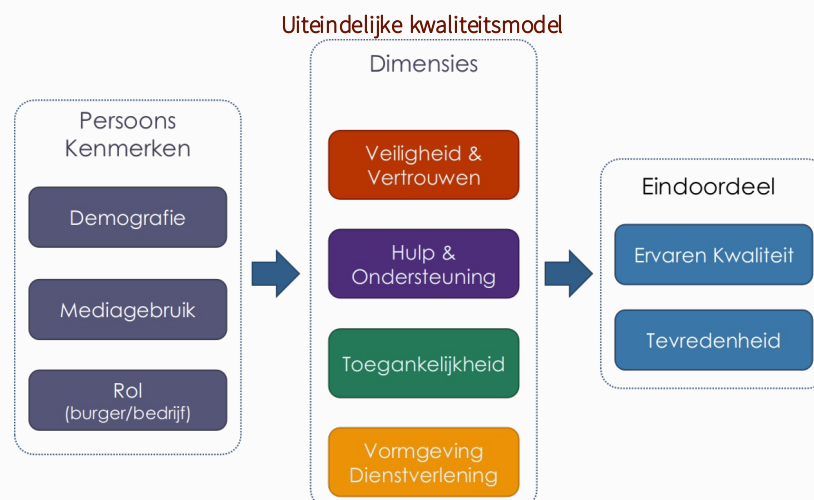 Uiteindelijke kwaliteitsmodel
Persoons
Kenmerken
Demografie
Mediagebruik
Rol
(burger/bedrijf)
Dimensies
Veiligheid &
Vertrouwen
Hulp &
Ondersteuning
Toegankelijkheid
Vormgeving
Dienstverlening
Eindoordeel
Ervaren Kwaliteit
Tevredenheid